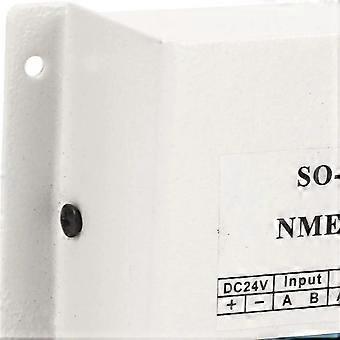 SO-
NME
DC24V Input
+ − A B